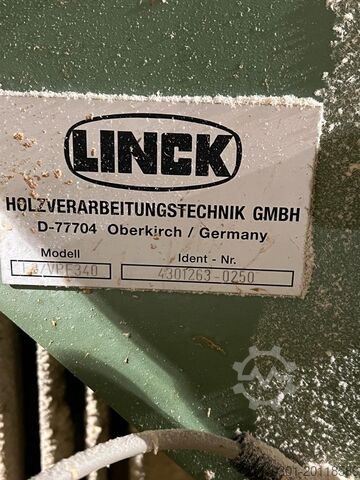 LINCK
HOLZVERARBEITUNGSTECHNIK GMBH
D-77704 Oberkirch / Germany
Modell Ident - Nr.
4301263-0250